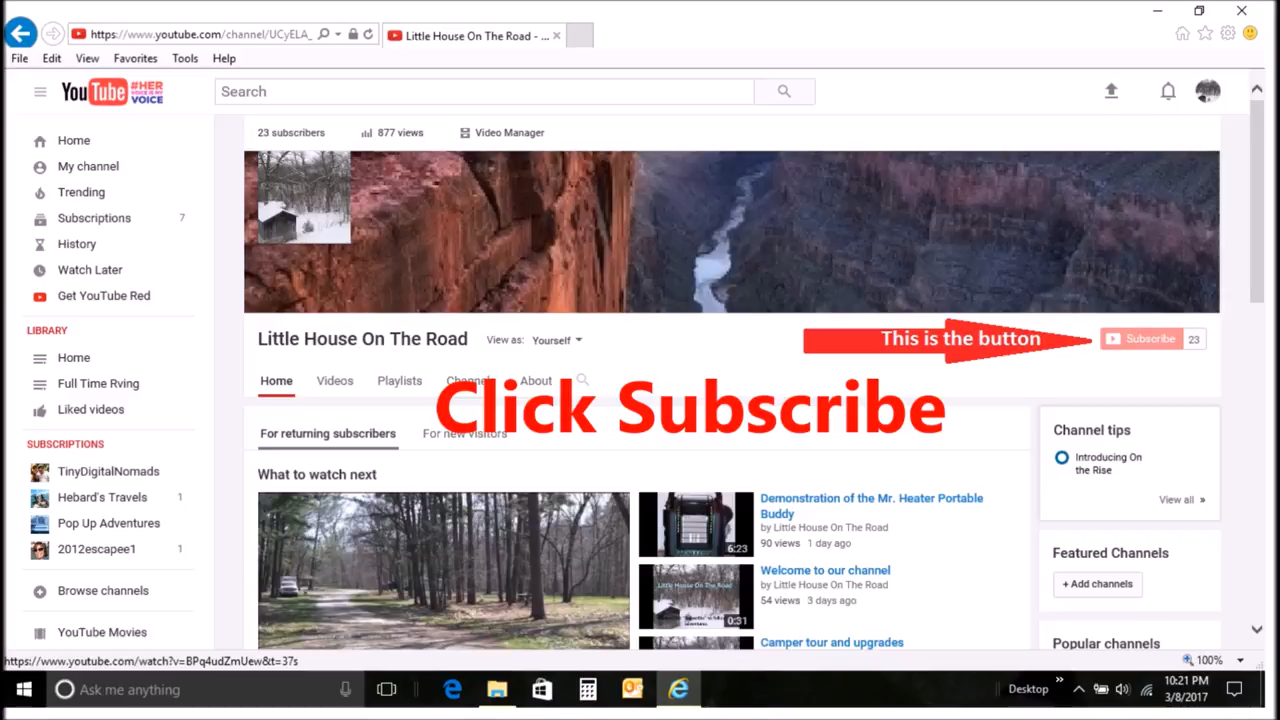 https://www.youtube.com/channel/UCyELA_
Little House On The Road - ...
File Edit View Favorites Tools Help
YouTube #HER VOICE IS MY VOICE
Search
23 subscribers 877 views Video Manager
Home
My channel
Trending
Subscriptions 7
History
Watch Later
Get YouTube Red
LIBRARY
Home
Full Time Rving
Liked videos
SUBSCRIPTIONS
TinyDigitalNomads
Hebard's Travels 1
Pop Up Adventures
2012escapee1 1
Browse channels
YouTube Movies
Little House On The Road View as: Yourself
This is the button
Subscribe 23
Home Videos Playlists Channels About
Click Subscribe
For returning subscribers For new visitors
What to watch next
Demonstration of the Mr. Heater Portable
Buddy
by Little House On The Road
90 views 1 day ago
6:23
Welcome to our channel
by Little House On The Road
54 views 3 days ago
Little House On The Road
0:31
Camper tour and upgrades
Channel tips
Introducing On
the Rise
View all »
Featured Channels
+ Add channels
Popular channels
https://www.youtube.com/watch?v=BPq4udZmUew&t=37s
100%
Ask me anything
Desktop »
10:21 PM
3/8/2017